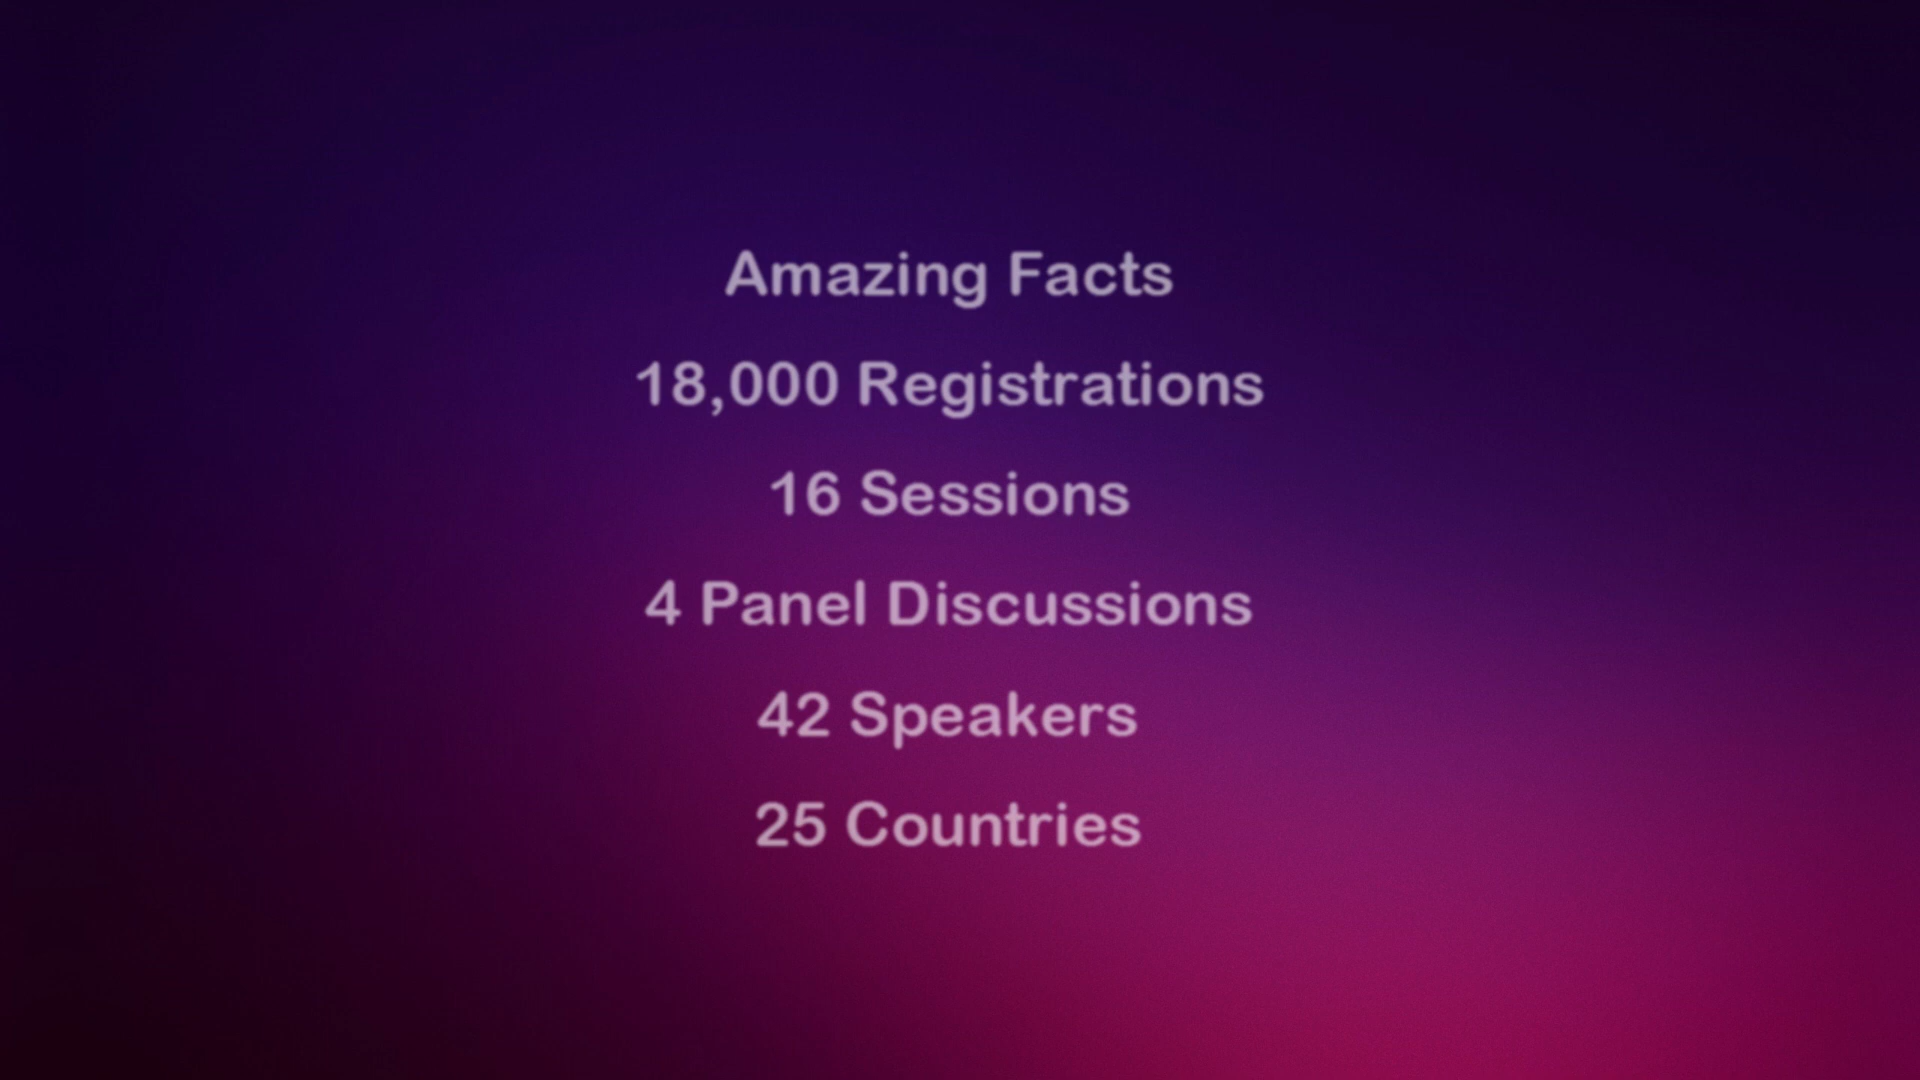 Amazing Facts
18,000 Registrations
16 Sessions
4 Panel Discussions
42 Speakers
25 Countries